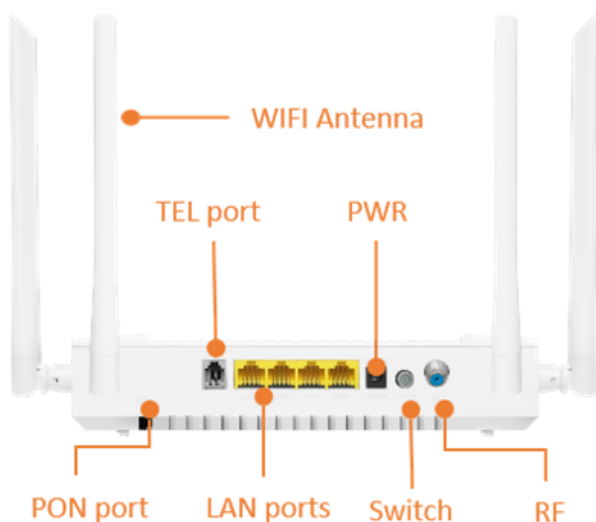 WIFI Antenna
TEL port
PWR
PON port
LAN ports
Switch
RF